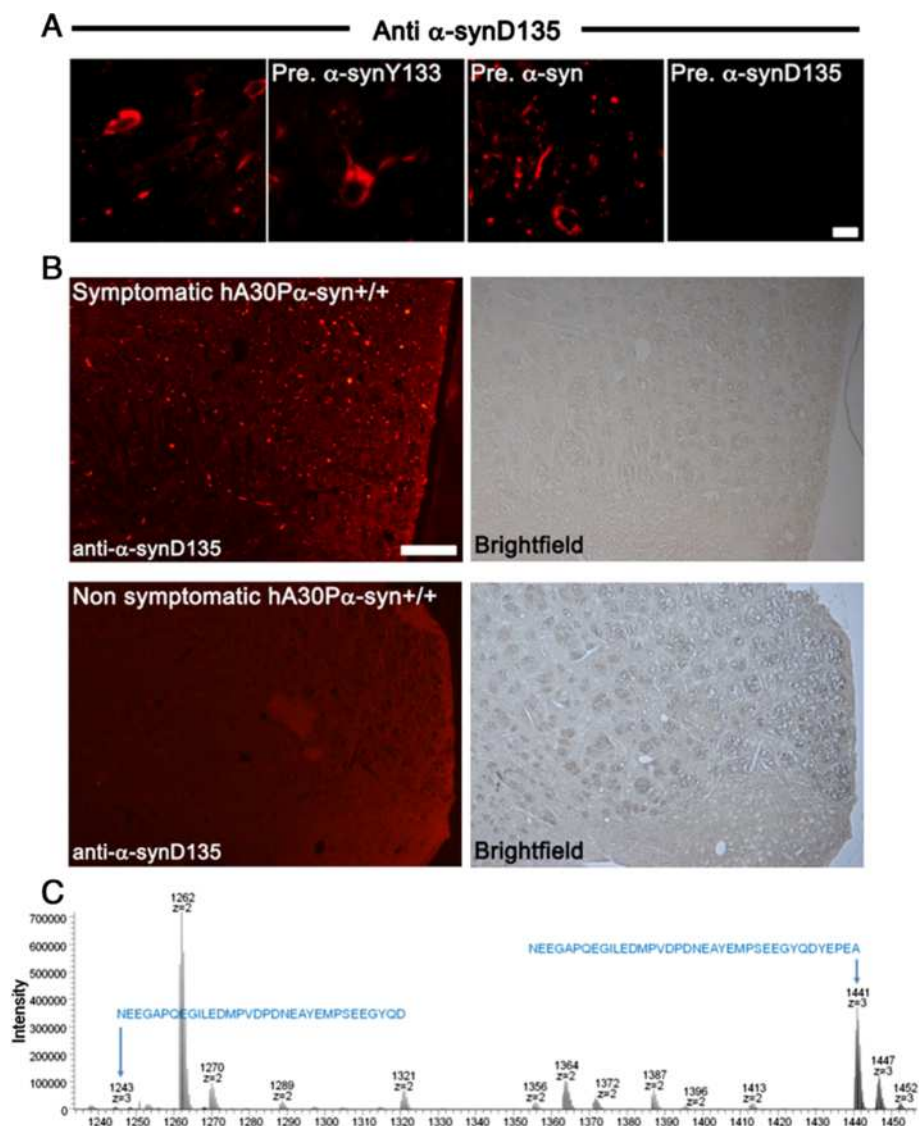 A
Anti α-synD135
Pre. α-synY133
Pre. α-syn
Pre. α-synD135
B
Symptomatic hA30Pα-syn+/+
anti-α-synD135
Brightfield
Non symptomatic hA30Pα-syn+/+
anti-α-synD135
Brightfield
C
Intensity
700000
600000
500000
400000
300000
200000
100000
0
1262
z=2
NEEGAPQEGILEDMPVDPDNEAYEMPSEEGYQDYEPEA
NEEGAPQEGILEDMPVDPDNEAYEMPSEEGYQD
1243
z=3
1270
z=2
1289
z=2
1321
z=2
1356
z=2
1364
z=2
1372
z=2
1387
z=2
1396
z=2
1413
z=2
1441
z=3
1447
z=3
1452
z=3
1240 1250 1260 1270 1280 1290 1300 1310 1320 1330 1340 1350 1360 1370 1380 1390 1400 1410 1420 1430 1440 1450